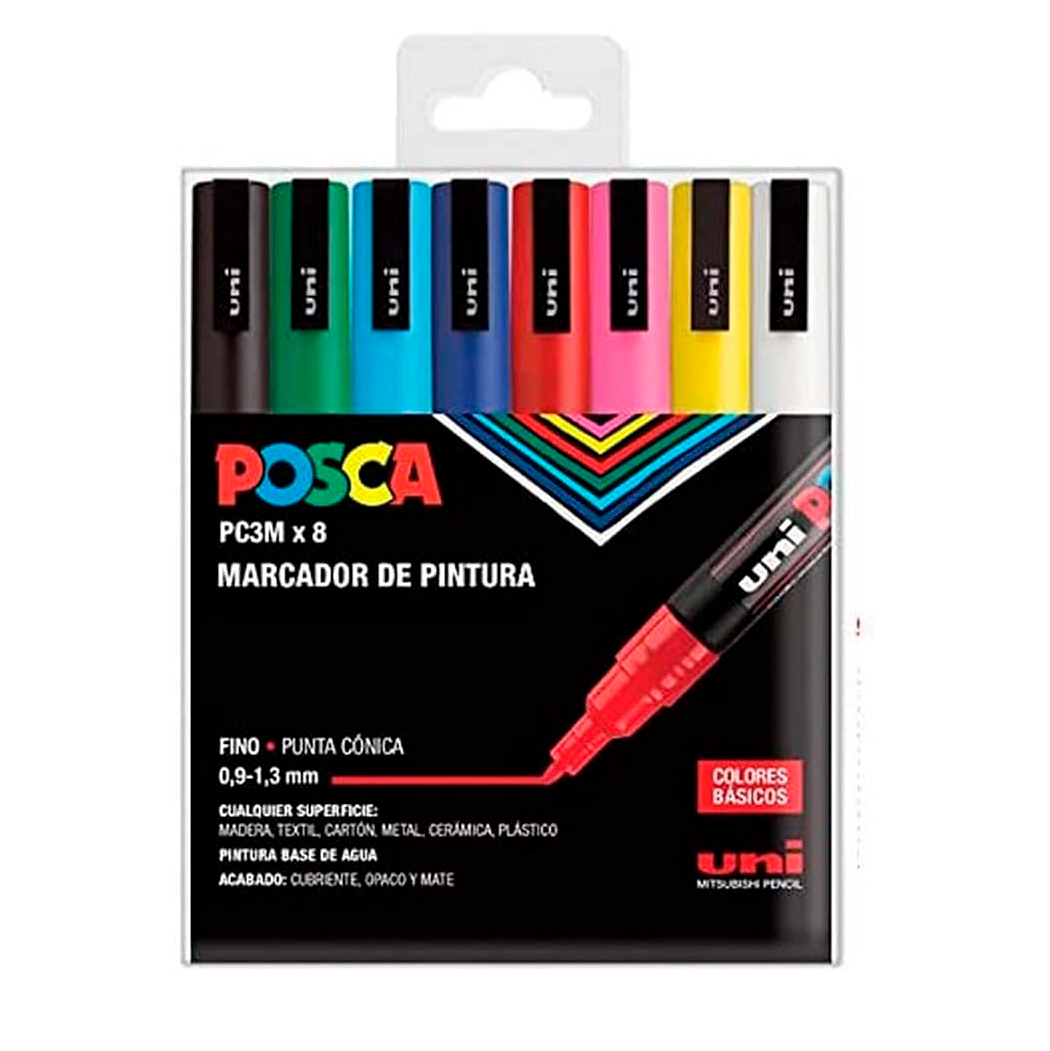 uni uni uni uni uni uni uni uni
POSCA
PC3M x 8
MARCADOR DE PINTURA
uni P
FINO • PUNTA CÓNICA
0,9-1,3 mm
COLORES
BÁSICOS
CUALQUIER SUPERFICIE:
MADERA, TEXTIL, CARTÓN, METAL, CERÁMICA, PLÁSTICO
PINTURA BASE DE AGUA
ACABADO: CUBRIENTE, OPACO Y MATE
uni
MITSUBISHI PENCIL